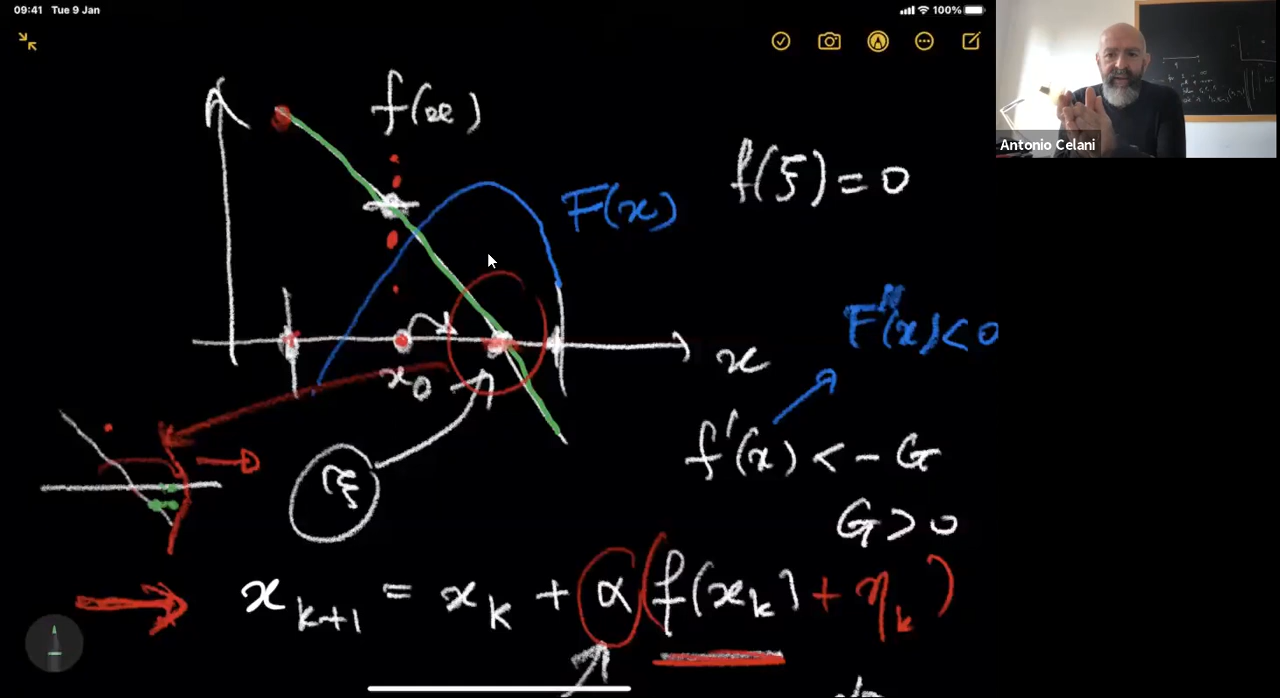 09:41 Tue 9 Jan
100%
Antonio Celani
f(x)
F(x)
f(ξ) = 0
F''(x) < 0
x
x₀
ξ
f'(x) < - G
G > 0
x_{k+1} = x_k + α (f(x_k) + η_k)